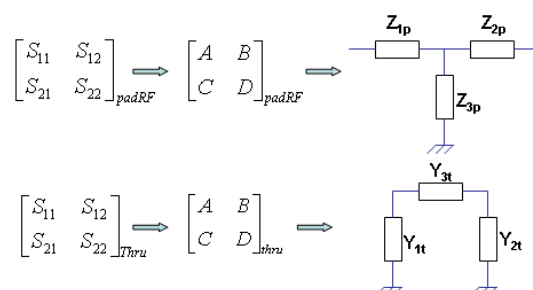 S11 S12 A B Z1p Z2p
S21 S22 padRF C D padRF Z3p
S11 S12 A B Y3t
S21 S22 Thru C D thru Y1t Y2t